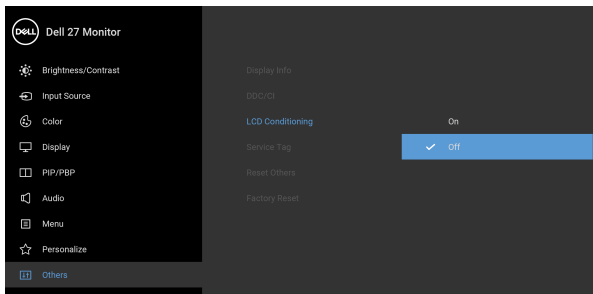 DELL Dell 27 Monitor
Brightness/Contrast
Input Source
Color
Display
PIP/PBP
Audio
Menu
Personalize
Others
Display Info
DDC/CI
LCD Conditioning
Service Tag
Reset Others
Factory Reset
On
Off